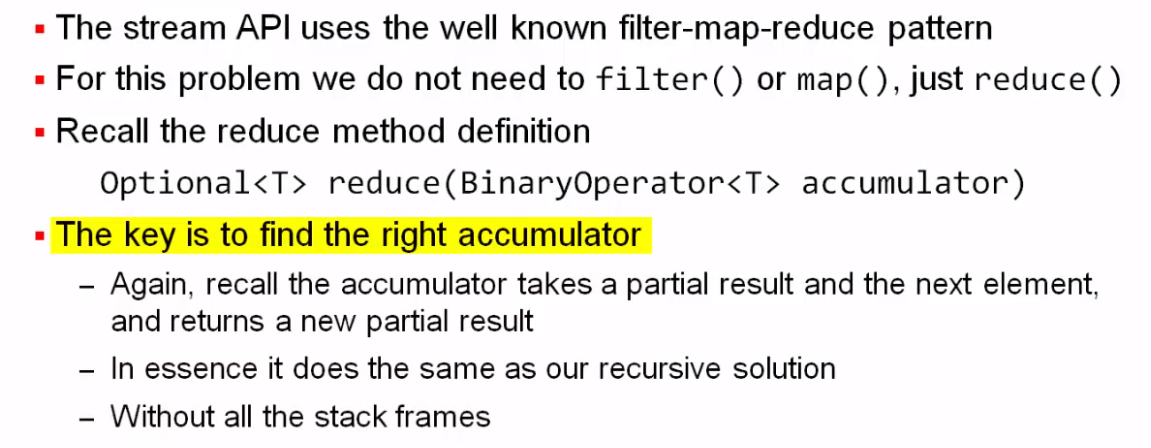 ▪ The stream API uses the well known filter-map-reduce pattern
▪ For this problem we do not need to filter() or map(), just reduce()
▪ Recall the reduce method definition
Optional<T> reduce(BinaryOperator<T> accumulator)
▪ The key is to find the right accumulator
– Again, recall the accumulator takes a partial result and the next element,
and returns a new partial result
– In essence it does the same as our recursive solution
– Without all the stack frames